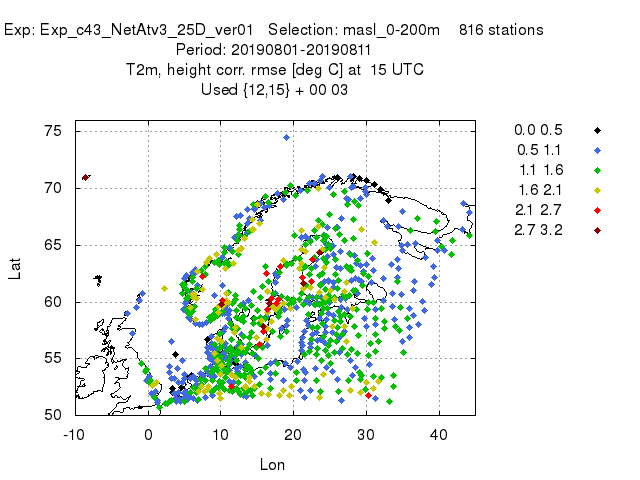 Exp: Exp_c43_NetAtv3_25D_ver01 Selection: masl_0-200m 816 stations
Period: 20190801-20190811
T2m, height corr. rmse [deg C] at 15 UTC
Used {12,15} + 00 03
0.0 0.5
0.5 1.1
1.1 1.6
1.6 2.1
2.1 2.7
2.7 3.2
75
70
65
60
55
50
Lat
-10 0 10 20 30 40
Lon